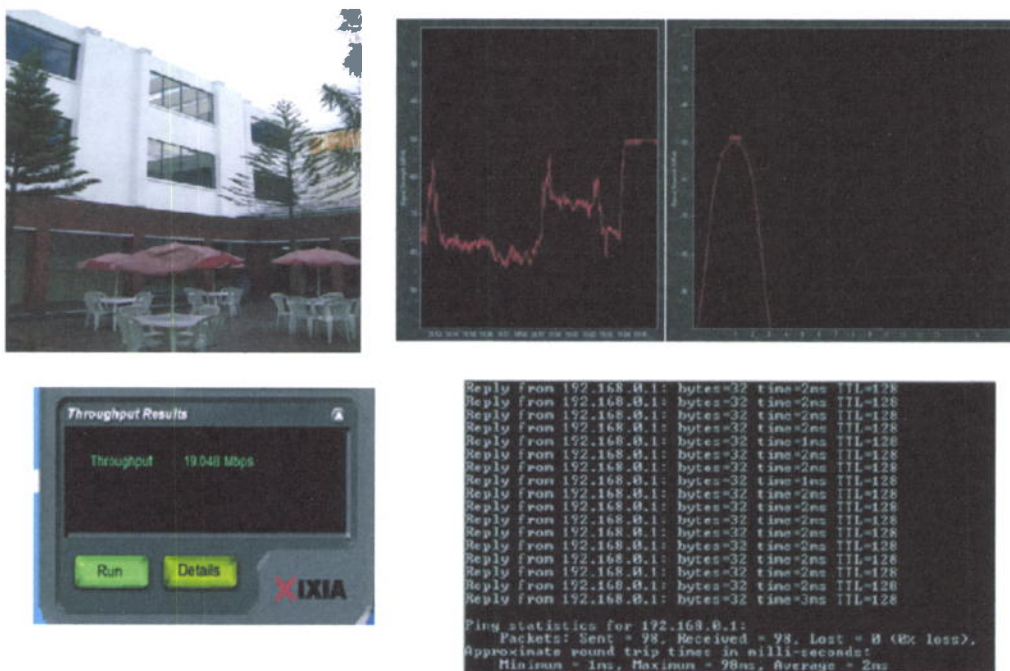 Throughput Results
Throughput 19.048 Mbps
Run
Details
IXIA
Reply from 192.168.0.1: bytes=32 time=2ms TTL=128
Reply from 192.168.0.1: bytes=32 time=2ms TTL=128
Reply from 192.168.0.1: bytes=32 time=2ms TTL=128
Reply from 192.168.0.1: bytes=32 time=2ms TTL=128
Reply from 192.168.0.1: bytes=32 time=1ms TTL=128
Reply from 192.168.0.1: bytes=32 time=2ms TTL=128
Reply from 192.168.0.1: bytes=32 time=2ms TTL=128
Reply from 192.168.0.1: bytes=32 time=1ms TTL=128
Reply from 192.168.0.1: bytes=32 time=2ms TTL=128
Reply from 192.168.0.1: bytes=32 time=2ms TTL=128
Reply from 192.168.0.1: bytes=32 time=2ms TTL=128
Reply from 192.168.0.1: bytes=32 time=2ms TTL=128
Reply from 192.168.0.1: bytes=32 time=2ms TTL=128
Reply from 192.168.0.1: bytes=32 time=2ms TTL=128
Reply from 192.168.0.1: bytes=32 time=2ms TTL=128
Reply from 192.168.0.1: bytes=32 time=2ms TTL=128
Reply from 192.168.0.1: bytes=32 time=3ms TTL=128
Ping statistics for 192.168.0.1:
Packets: Sent = 98, Received = 98, Lost = 0 (0% loss),
Approximate round trip times in milli-seconds:
Minimum = 1ms, Maximum = 98ms, Average = 2ms